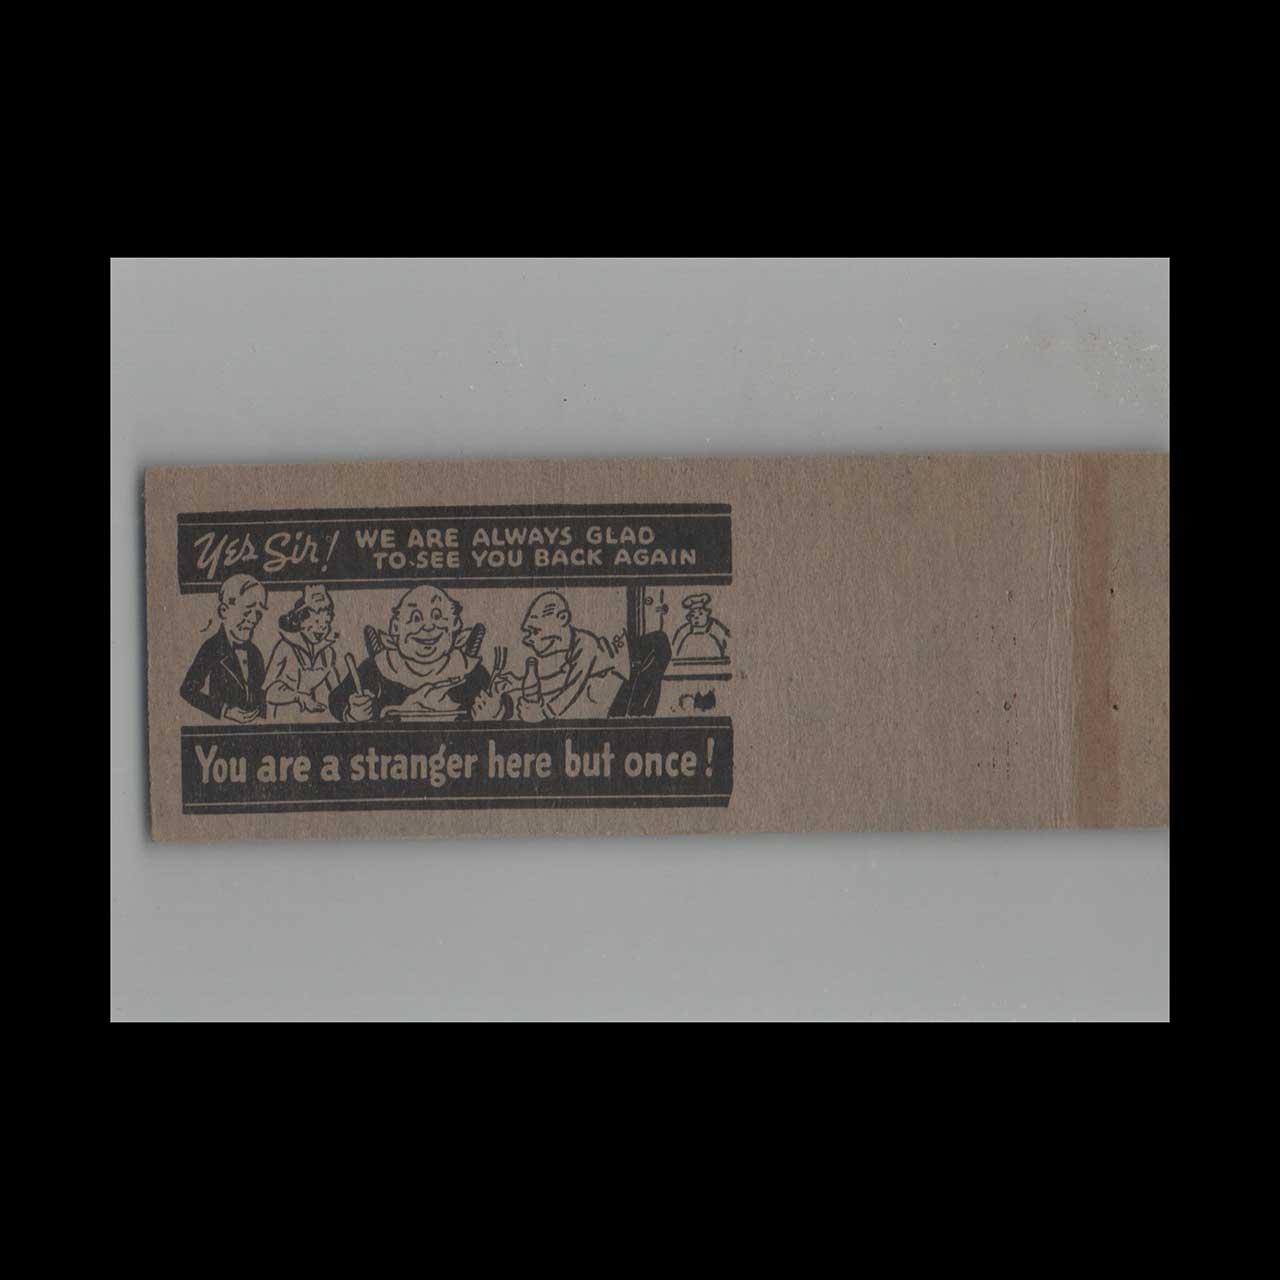 Yes Sir! WE ARE ALWAYS GLAD
TO SEE YOU BACK AGAIN
You are a stranger here but once!